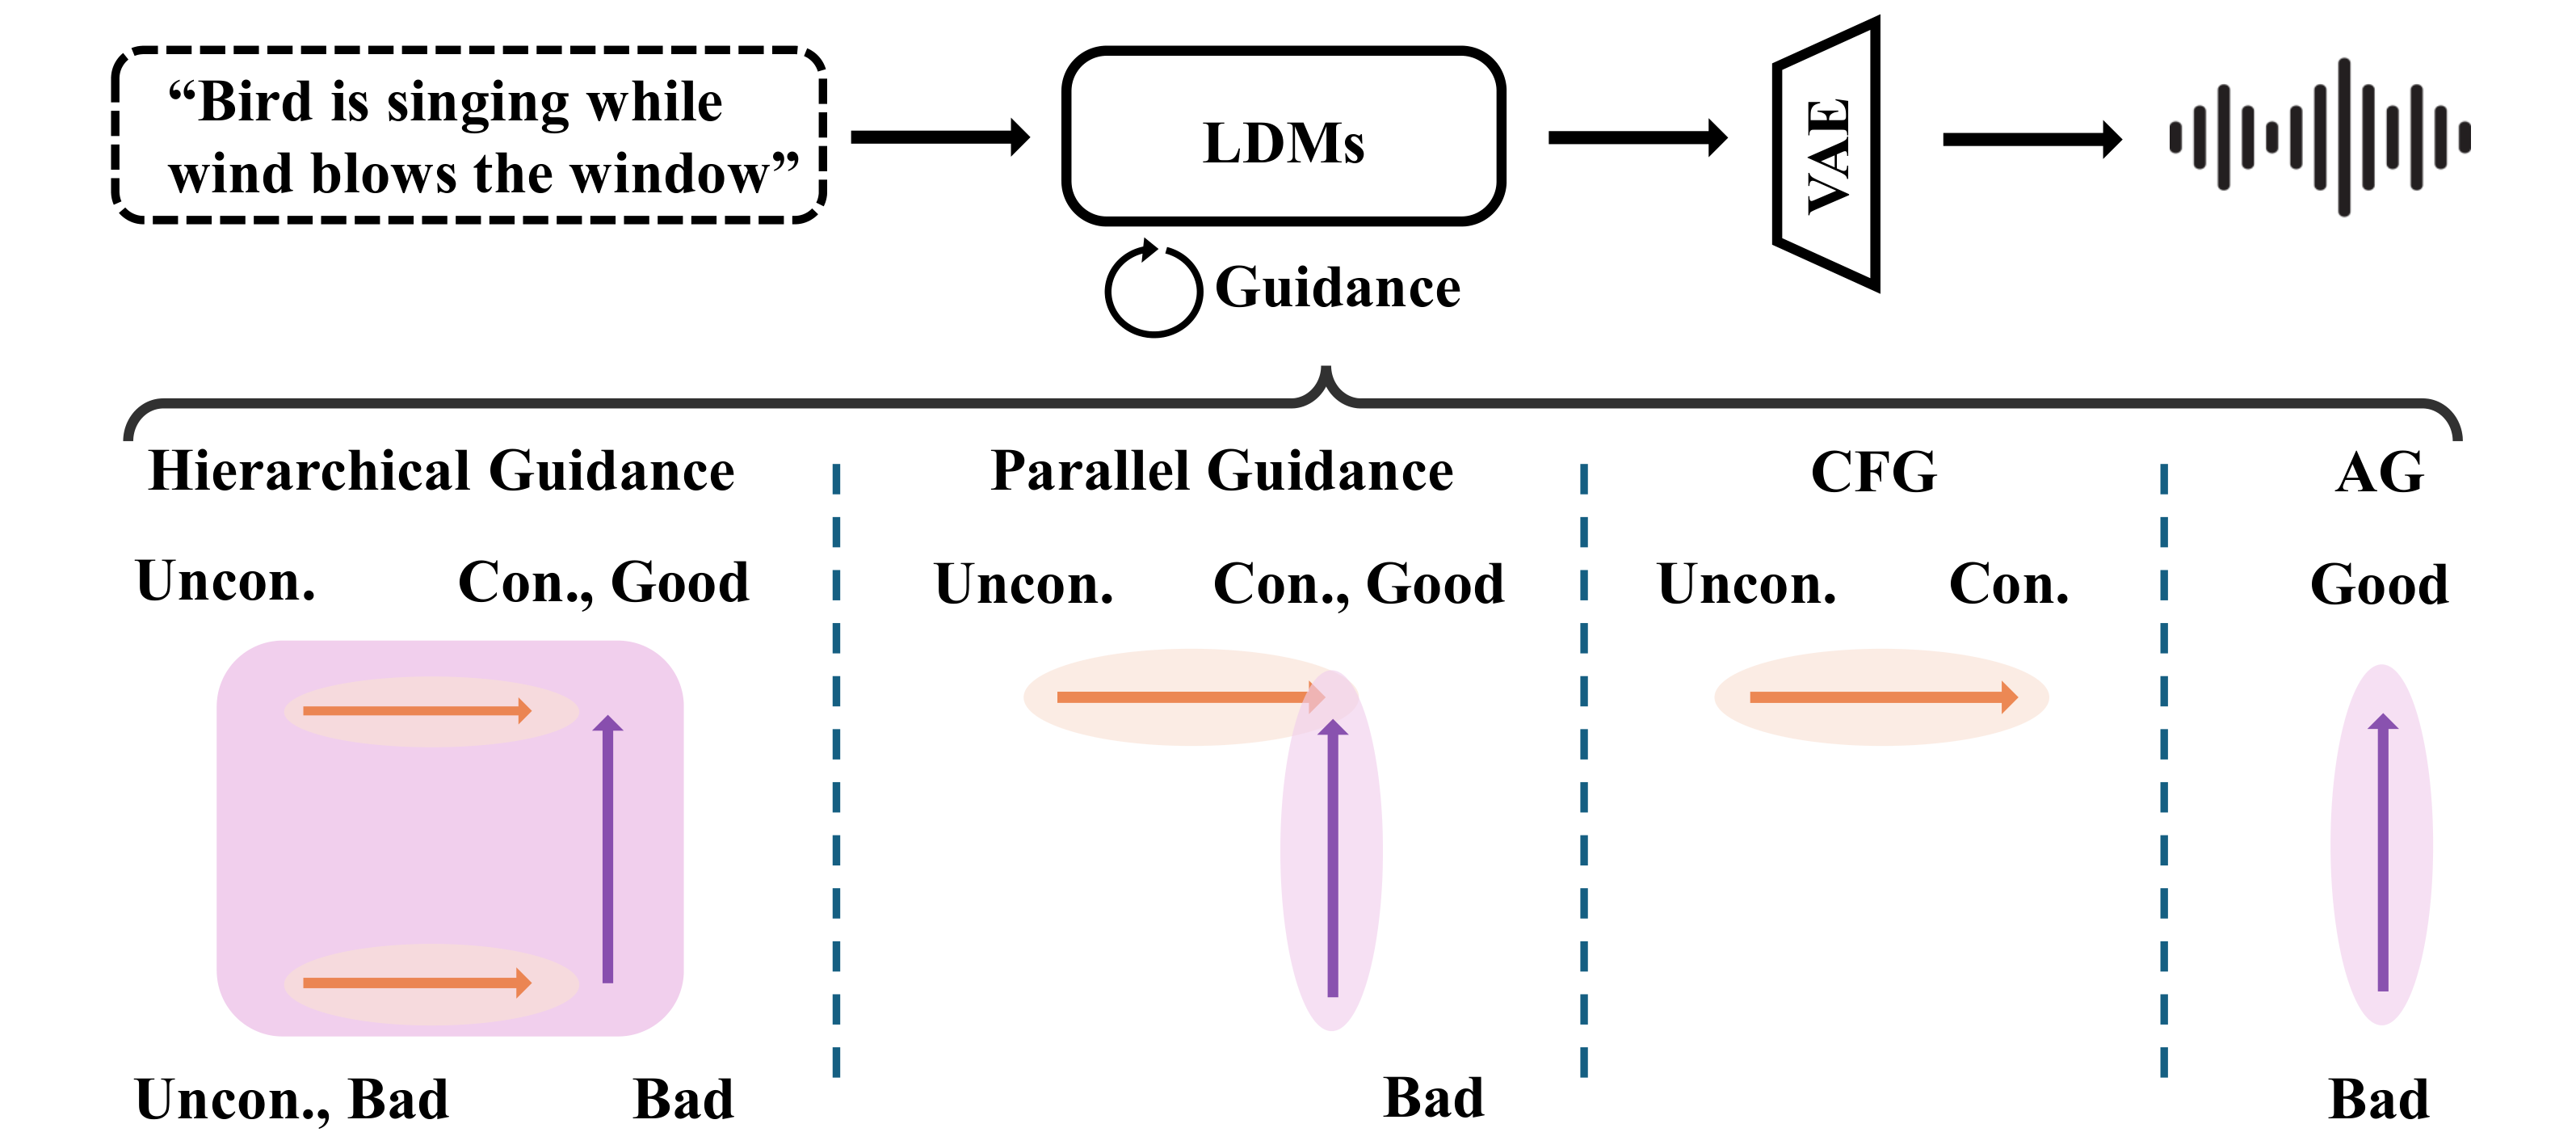 “Bird is singing while
wind blows the window”
LDMs
VAE
Guidance
Hierarchical Guidance
Parallel Guidance
CFG
AG
Uncon.
Con., Good
Uncon.
Con., Good
Uncon.
Con.
Good
Uncon., Bad
Bad
Bad
Bad